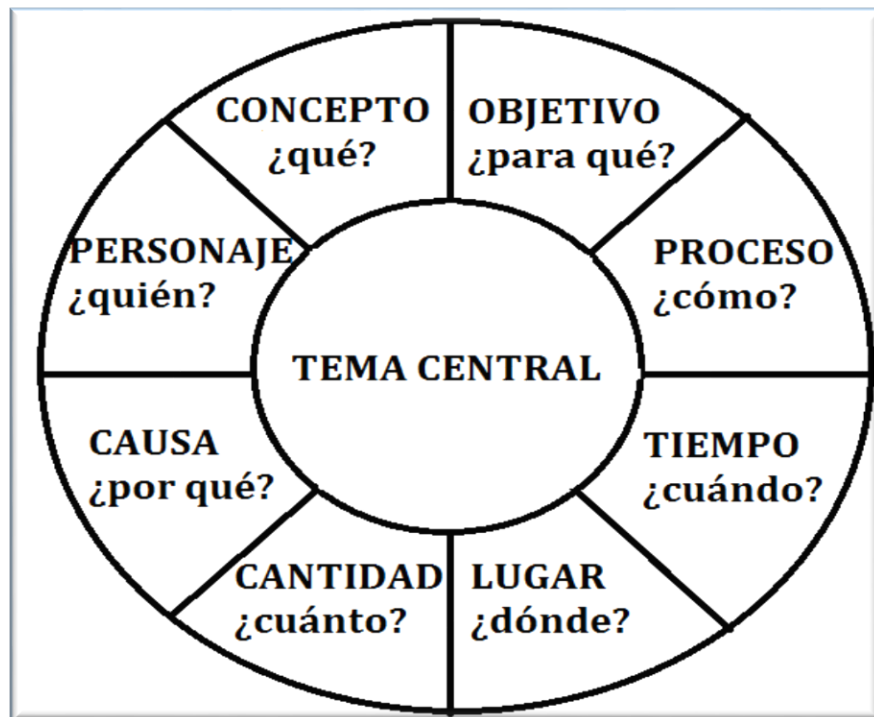 CONCEPTO
¿qué?
OBJETIVO
¿para qué?
PERSONAJE
¿quién?
PROCESO
¿cómo?
TEMA CENTRAL
CAUSA
¿por qué?
TIEMPO
¿cuándo?
CANTIDAD
¿cuánto?
LUGAR
¿dónde?